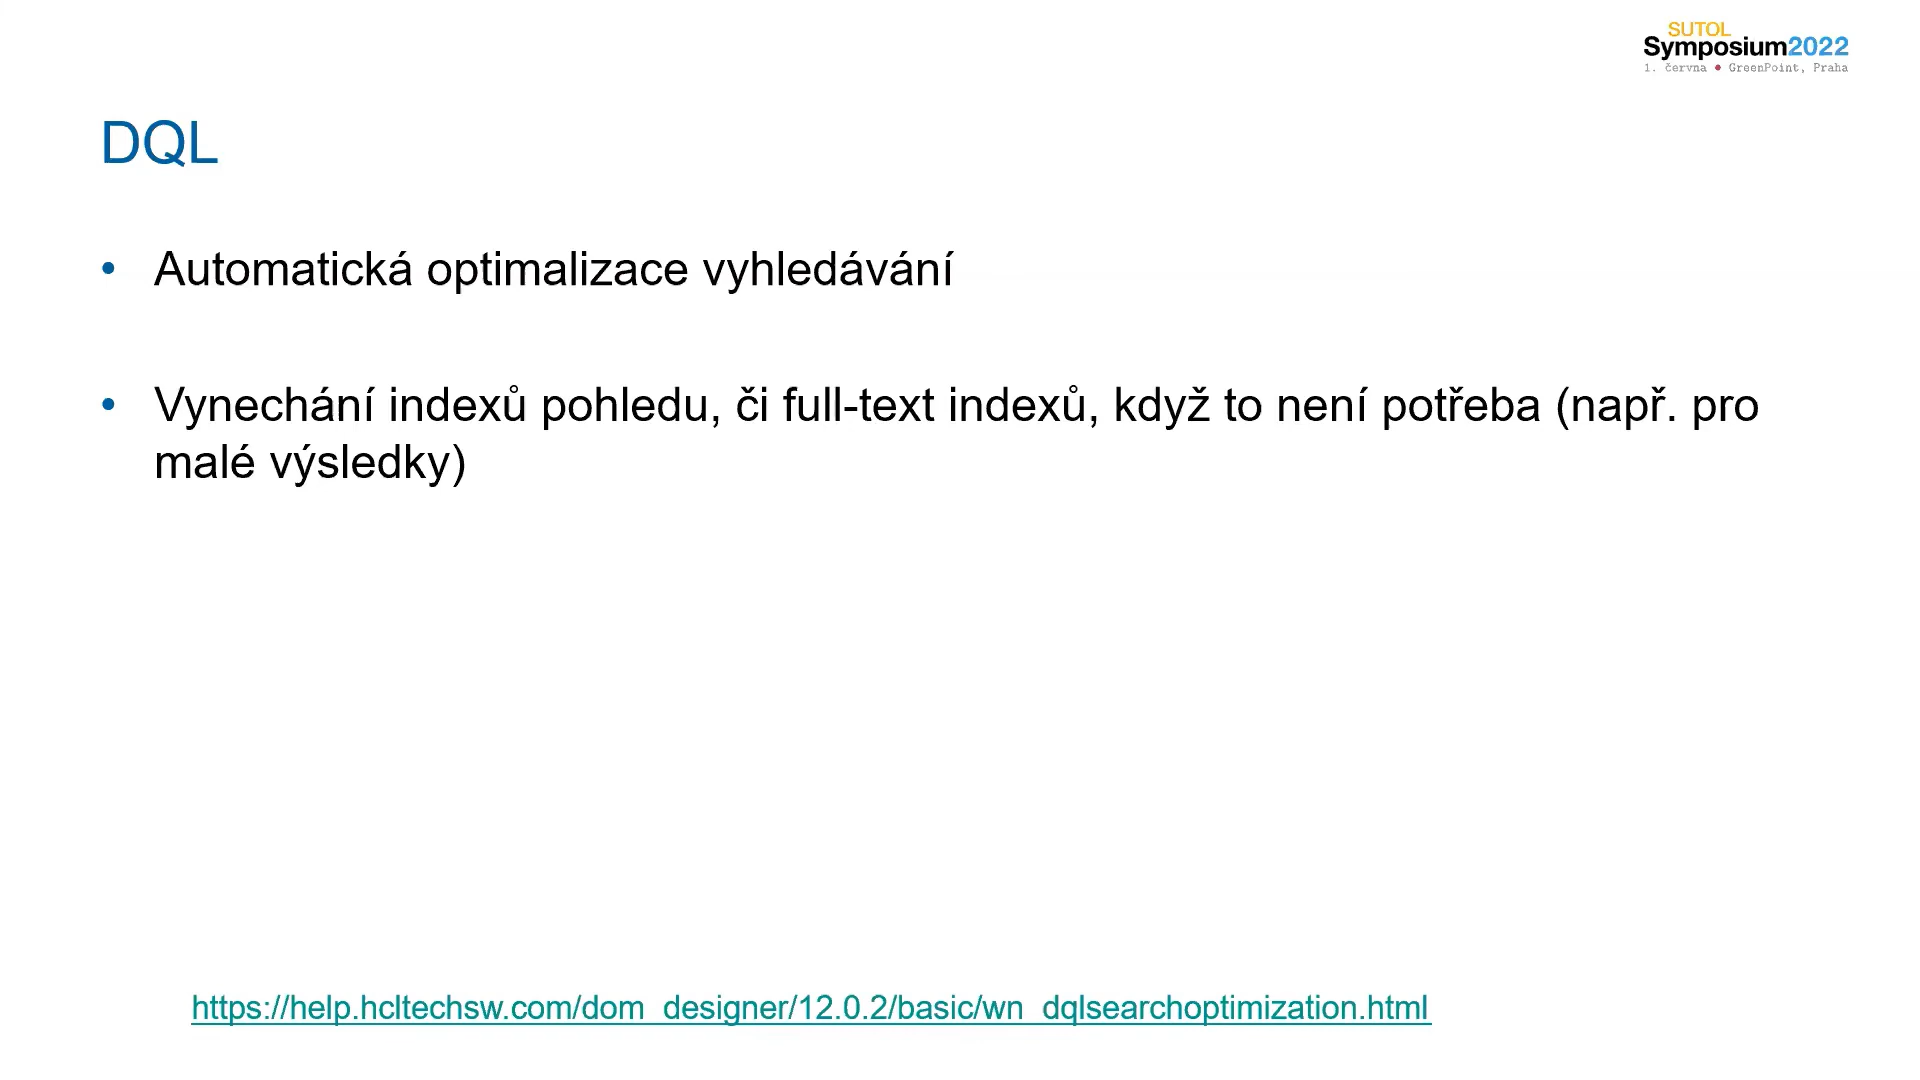 SUTOL
Symposium2022
1. června • GreenPoint, Praha
DQL
• Automatická optimalizace vyhledávání
• Vynechání indexů pohledu, či full-text indexů, když to není potřeba (např. pro
malé výsledky)
https://help.hcltechsw.com/dom_designer/12.0.2/basic/wn_dqlsearchoptimization.html